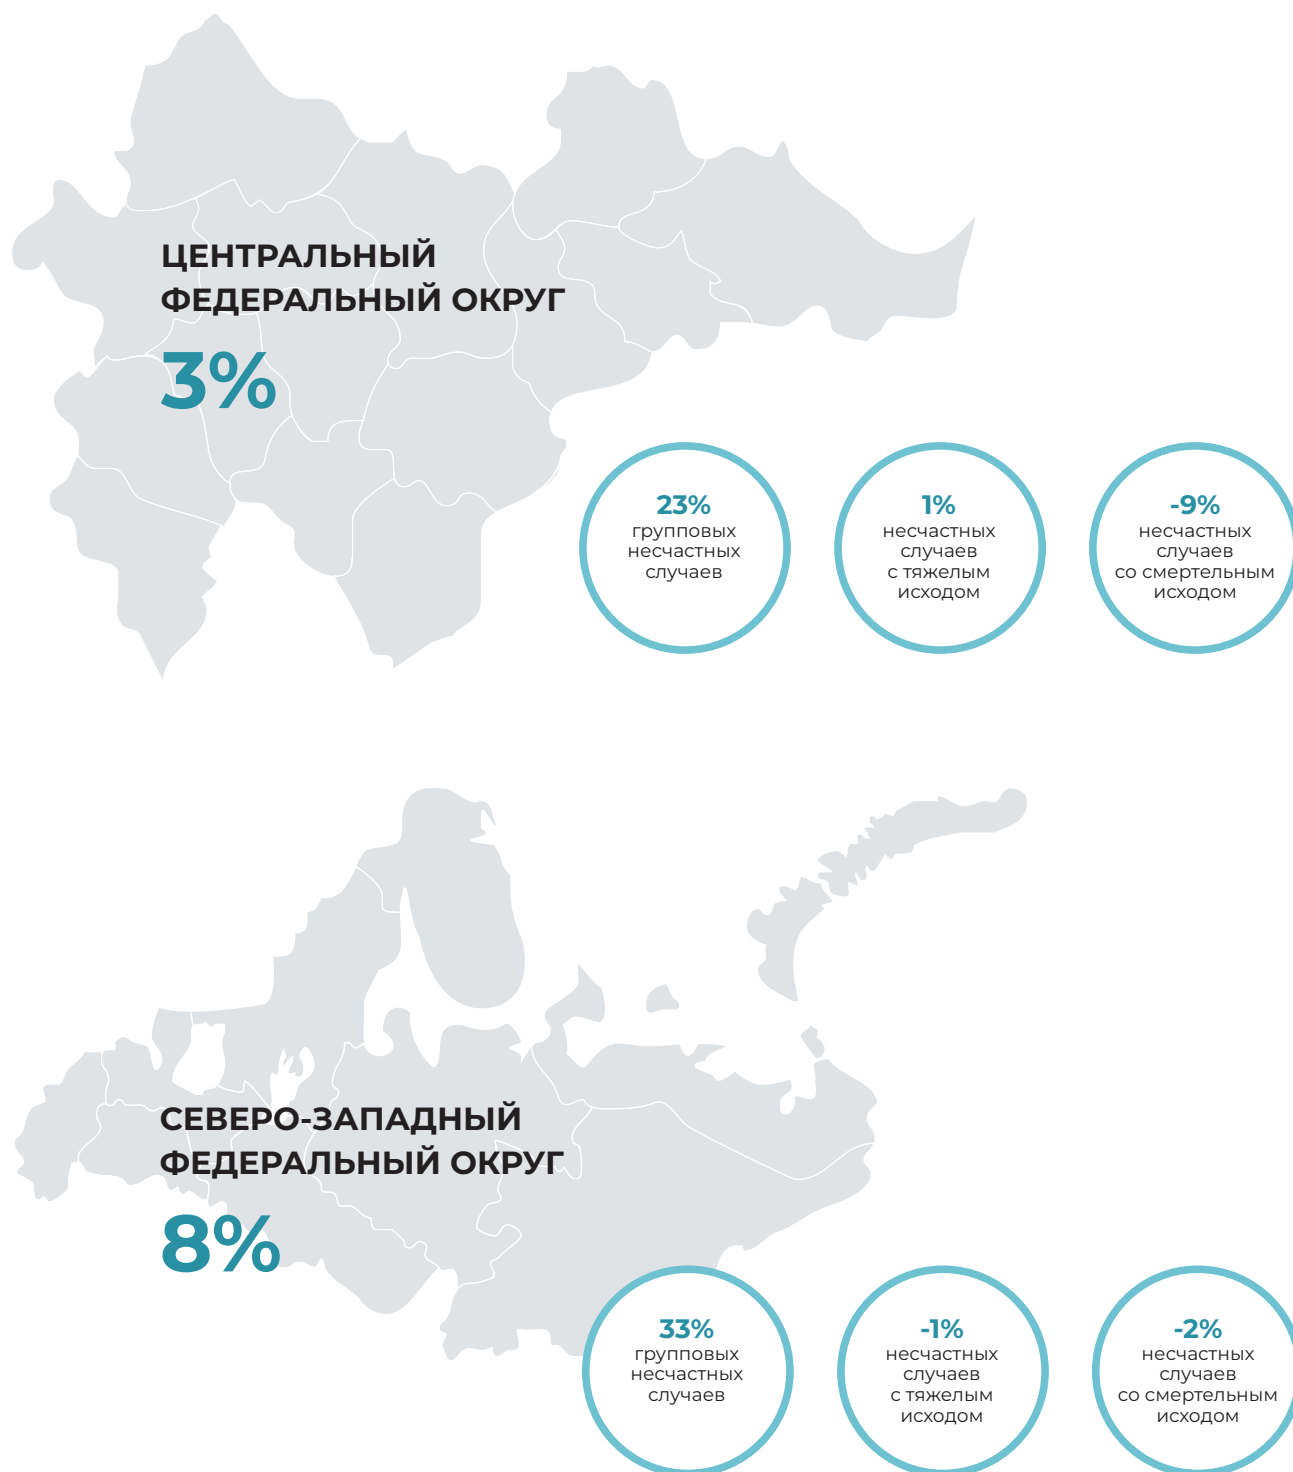 ЦЕНТРАЛЬНЫЙ
ФЕДЕРАЛЬНЫЙ ОКРУГ
3%
23%
групповых
несчастных
случаев
1%
несчастных
случаев
с тяжелым
исходом
-9%
несчастных
случаев
со смертельным
исходом
СЕВЕРО-ЗАПАДНЫЙ
ФЕДЕРАЛЬНЫЙ ОКРУГ
8%
33%
групповых
несчастных
случаев
-1%
несчастных
случаев
с тяжелым
исходом
-2%
несчастных
случаев
со смертельным
исходом